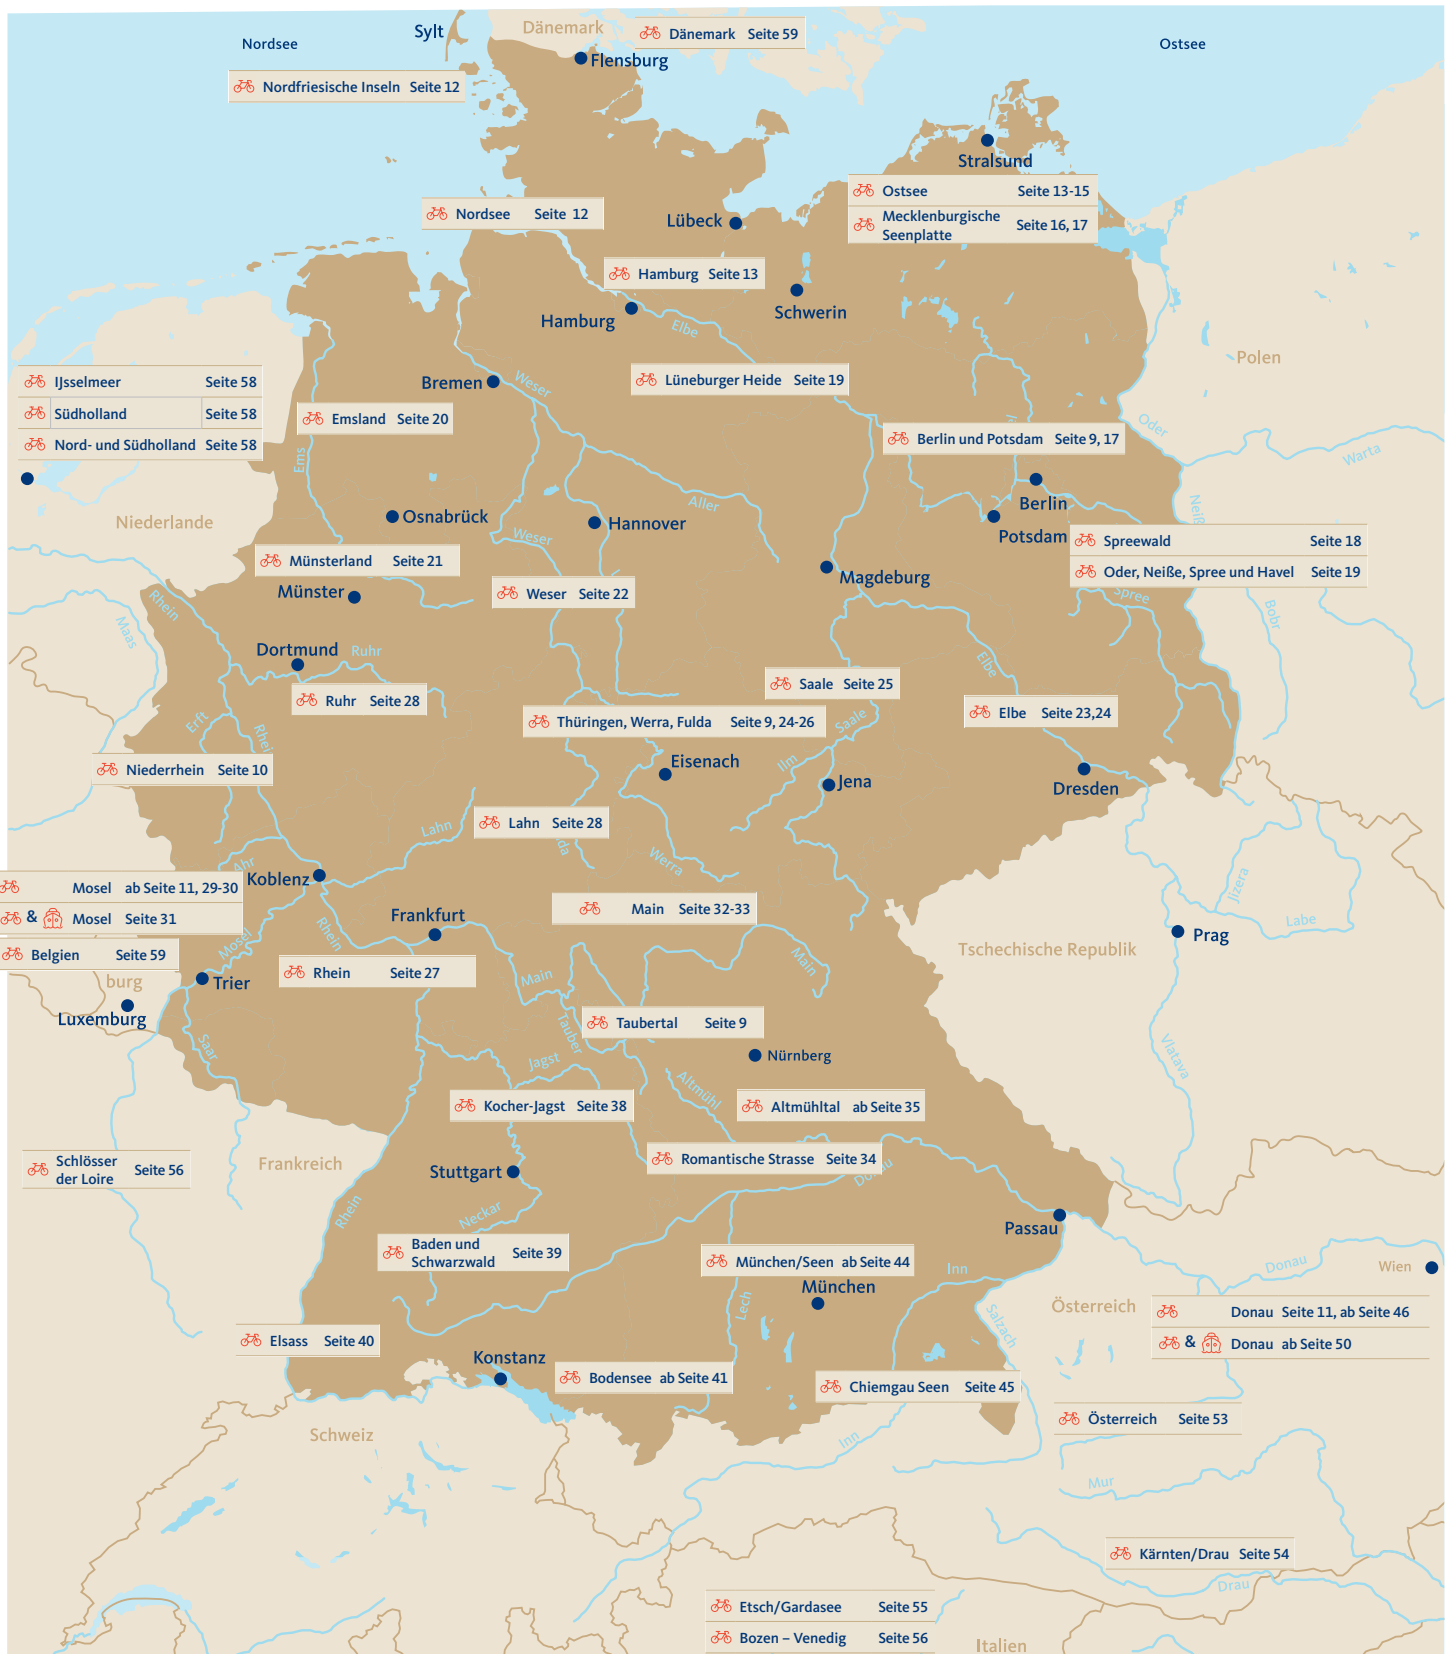 Sylt
Dänemark
Dänemark Seite 59
Nordsee
Ostsee
Flensburg
Nordfriesische Inseln Seite 12
Stralsund
Ostsee Seite 13-15
Mecklenburgische
Seenplatte Seite 16, 17
Nordsee Seite 12
Lübeck
Hamburg Seite 13
Schwerin
Hamburg
Elbe
Polen
IJsselmeer Seite 58
Südholland Seite 58
Nord- und Südholland Seite 58
Bremen
Weser
Lüneburger Heide Seite 19
Emsland Seite 20
Oder
Berlin und Potsdam Seite 9, 17
Warta
Ems
Berlin
Aller
Niederlande
Osnabrück
Hannover
Potsdam
Weser
Spreewald Seite 18
Oder, Neiße, Spree und Havel Seite 19
Münsterland Seite 21
Magdeburg
Münster
Weser Seite 22
Spree
Rhein
Maas
Bobr
Dortmund
Ruhr
Elbe
Ruhr Seite 28
Saale Seite 25
Elbe Seite 23,24
Erft
Thüringen, Werra, Fulda Seite 9, 24-26
Saale
Niederrhein Seite 10
Eisenach
Ilm
Jena
Dresden
Lahn
Lahn Seite 28
Werra
Ahr
Koblenz
Jizera
Mosel ab Seite 11, 29-30
& Mosel Seite 31
Main Seite 32-33
Frankfurt
Labe
Prag
Mosel
Rhein
Tschechische Republik
Belgien Seite 59
Rhein Seite 27
Main
Main
burg
Trier
Luxemburg
Taubertal Seite 9
Tauber
Saar
Nürnberg
Vlatava
Jagst
Altmühl
Kocher-Jagst Seite 38
Altmühltal ab Seite 35
Frankreich
Schlösser
der Loire Seite 56
Romantische Strasse Seite 34
Stuttgart
Rhein
Neckar
Passau
Baden und
Schwarzwald Seite 39
München/Seen ab Seite 44
Inn
Donau
Wien
München
Lech
Salzach
Österreich
Donau Seite 11, ab Seite 46
& Donau ab Seite 50
Elsass Seite 40
Konstanz
Bodensee ab Seite 41
Chiemgau Seen Seite 45
Österreich Seite 53
Schweiz
Inn
Mur
Kärnten/Drau Seite 54
Drau
Etsch/Gardasee Seite 55
Bozen – Venedig Seite 56
Italien